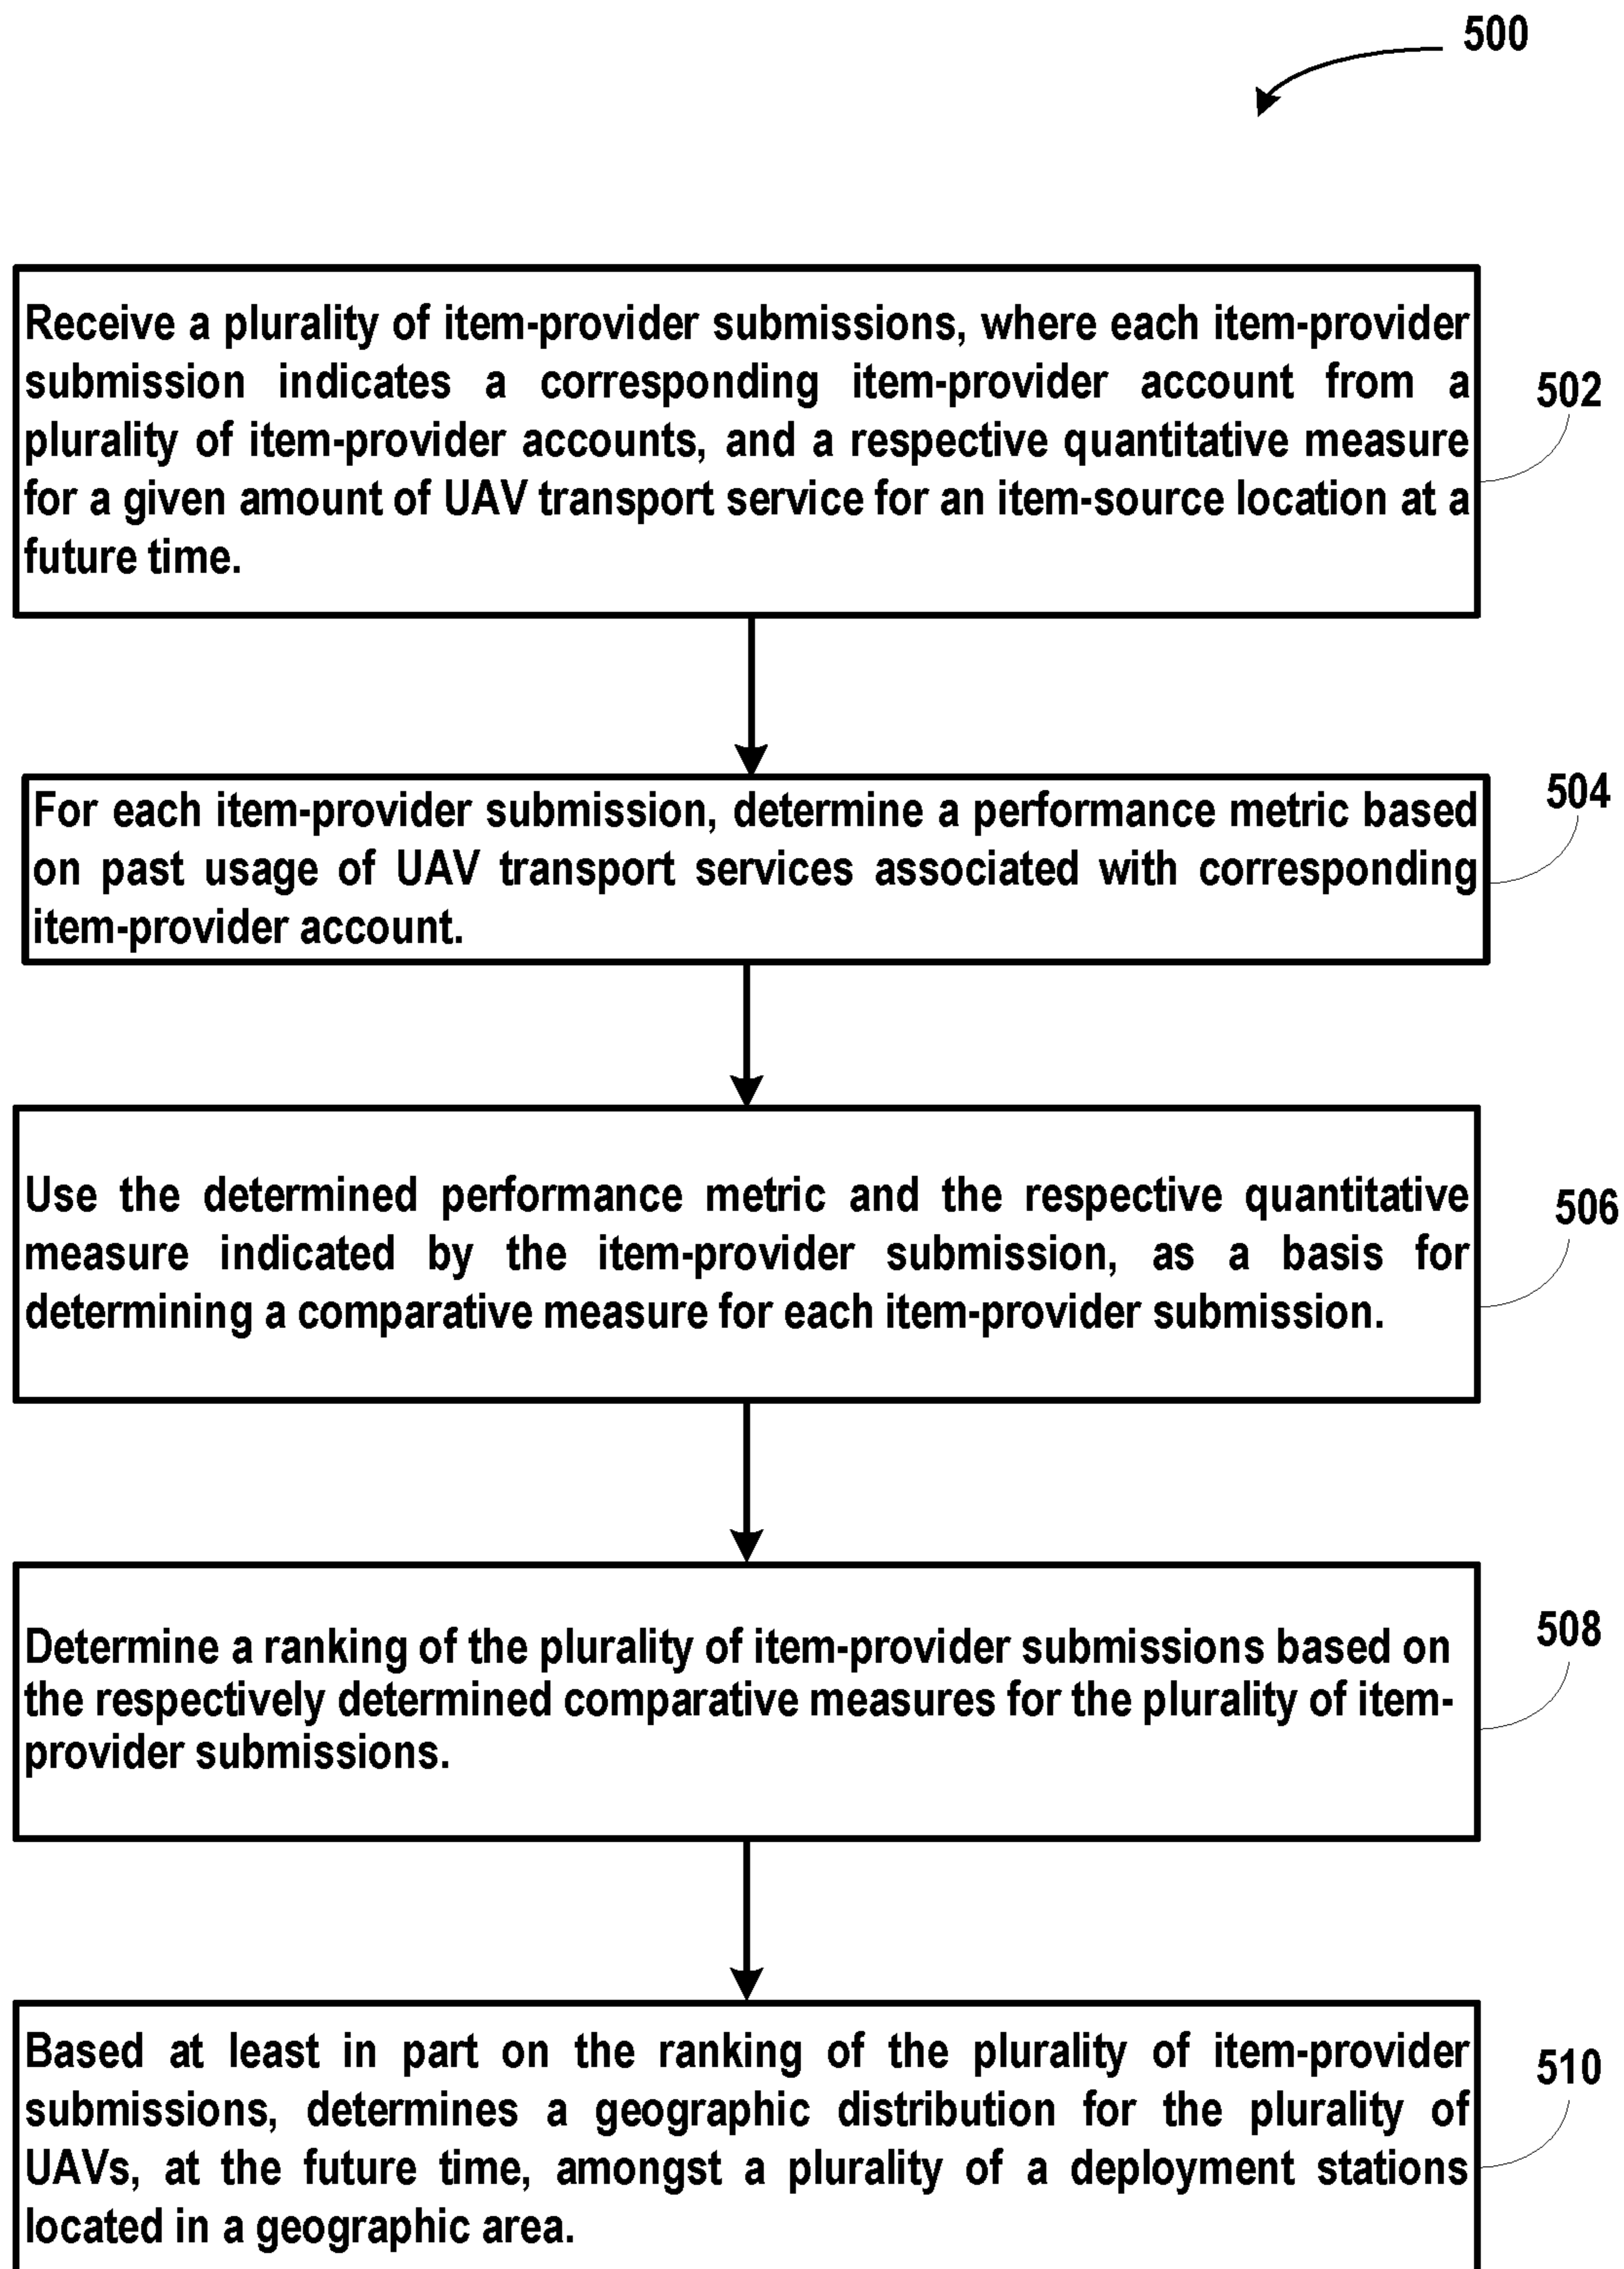 500
Receive a plurality of item-provider submissions, where each item-provider
submission indicates a corresponding item-provider account from a
plurality of item-provider accounts, and a respective quantitative measure
for a given amount of UAV transport service for an item-source location at a
future time.
502
For each item-provider submission, determine a performance metric based
on past usage of UAV transport services associated with corresponding
item-provider account.
504
Use the determined performance metric and the respective quantitative
measure indicated by the item-provider submission, as a basis for
determining a comparative measure for each item-provider submission.
506
Determine a ranking of the plurality of item-provider submissions based on
the respectively determined comparative measures for the plurality of item-
provider submissions.
508
Based at least in part on the ranking of the plurality of item-provider
submissions, determines a geographic distribution for the plurality of
UAVs, at the future time, amongst a plurality of a deployment stations
located in a geographic area.
510